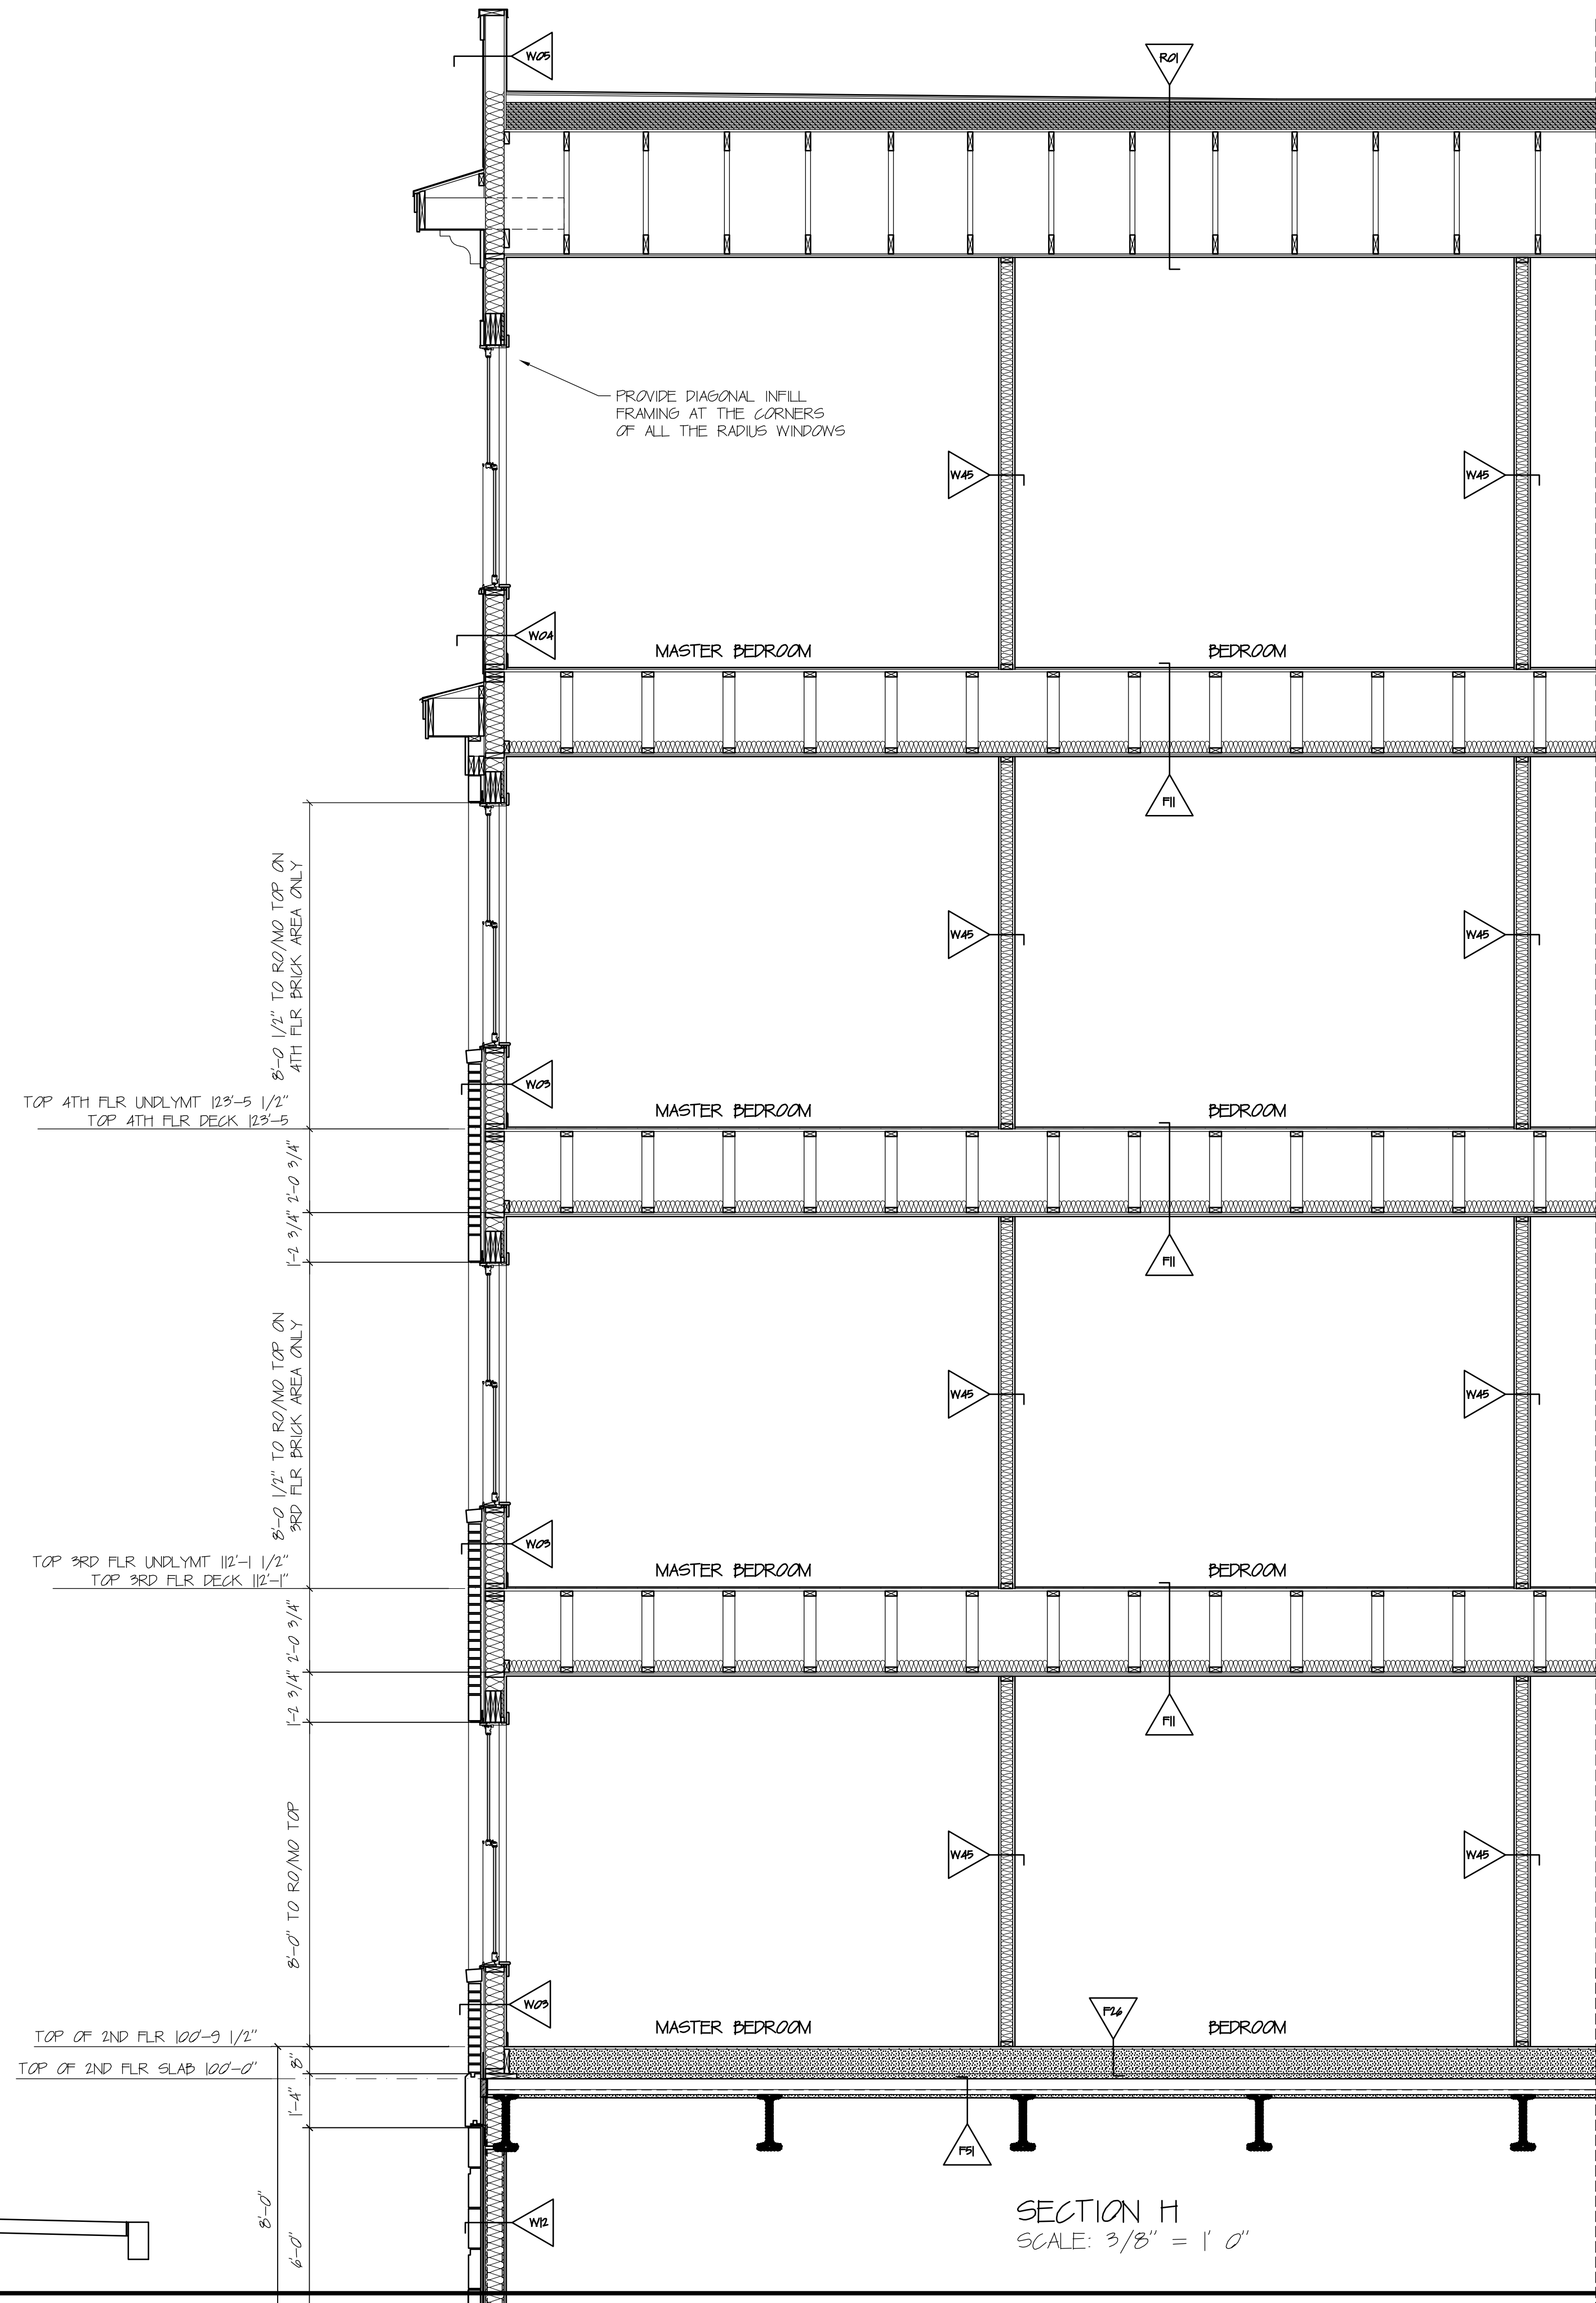 W05
R01
PROVIDE DIAGONAL INFILL
FRAMING AT THE CORNERS
OF ALL THE RADIUS WINDOWS
W45
W45
W04
MASTER BEDROOM
BEDROOM
F11
8'-0 1/2" TO RO/MO TOP ON
4TH FLR BRICK AREA ONLY
W45
W45
W03
TOP 4TH FLR UNDLYMT 123'-5 1/2"
TOP 4TH FLR DECK 123'-5
MASTER BEDROOM
BEDROOM
2'-0 3/4"
1'-2 3/4"
F11
8'-0 1/2" TO RO/MO TOP ON
3RD FLR BRICK AREA ONLY
W45
W45
W03
TOP 3RD FLR UNDLYMT 112'-1 1/2"
TOP 3RD FLR DECK 112'-1"
MASTER BEDROOM
BEDROOM
2'-0 3/4"
1'-2 3/4"
F11
8'-0" TO RO/MO TOP
W45
W45
W03
F26
MASTER BEDROOM
BEDROOM
TOP OF 2ND FLR 100'-9 1/2"
TOP OF 2ND FLR SLAB 100'-0"
8"
1'-4"
F51
8'-0"
6'-0"
W12
SECTION H
SCALE: 3/8" = 1' 0"